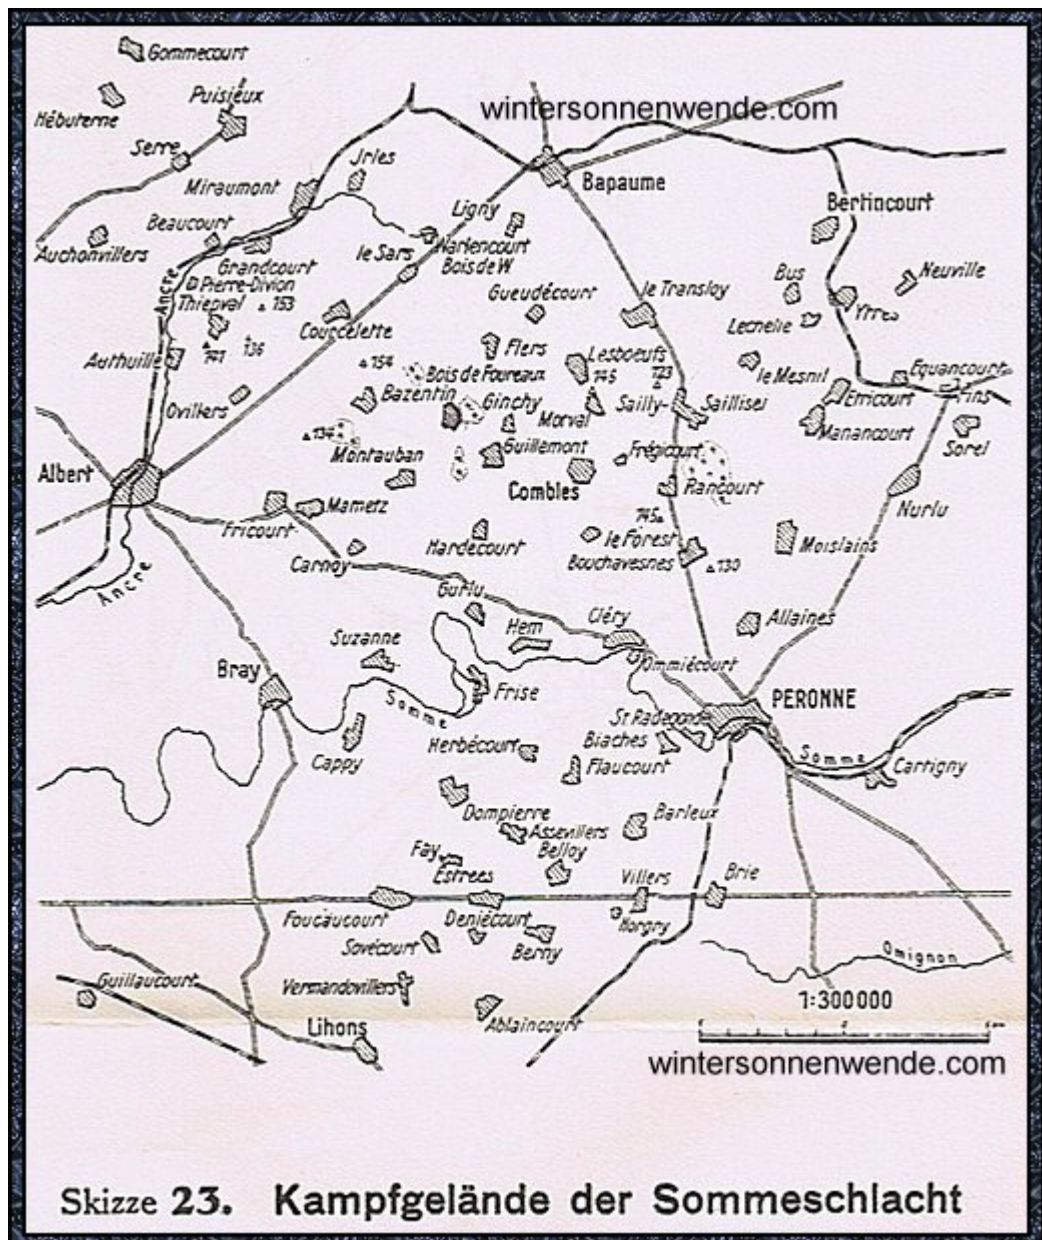 Gommecourt
Hébuterne
Puisieux
wintersonnenwende.com
Serre
Jrles
Miraumont
Bapaume
Ligny
Bertincourt
Beaucourt
Auchonvillers
le Sars
Warlencourt
Bois de W.
Grandcourt
Pierre-Divion
Thiepval
153
Ancre
Gueudécourt
le Transloy
Bus
Neuville
Ytres
Lechelle
Courcelette
Authuille
141
136
154
Flers
Lesboeufs
145
123
le Mesnil
Equancourt
Fins
Bois de Foureaux
Bazentin
Ginchy
Morval
Sailly-
Saillisel
Etricourt
Manancourt
Sorel
Ovillers
134
Montauban
Guillemont
Frégicourt
Albert
Combles
Rancourt
Nurlu
Mametz
Fricourt
145
Hardecourt
le Forest
Bouchavesnes
130
Moislains
Carnoy
Ancre
Curlu
Hem
Cléry
Allaines
Suzanne
Ommiécourt
Bray
Somme
Frise
PERONNE
St Radegonde
Herbécourt
Biaches
Flaucourt
Somme
Cartigny
Cappy
Dompierre
Assevillers
Barleux
Fay
Belloy
Estrees
Villers
Brie
Foucaucourt
Deniécourt
Horgny
Sovécourt
Berny
Omignon
Guillaucourt
Vermandovillers
Ablaincourt
1:300000
Lihons
wintersonnenwende.com
Skizze 23. Kampfgelände der Sommeschlacht